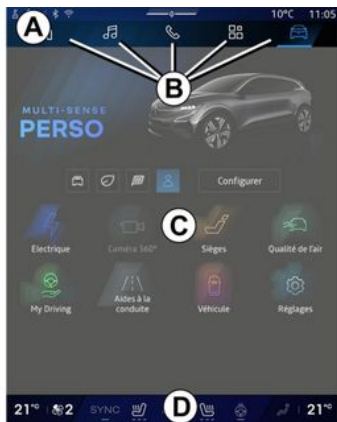 A
10°C 11:05
B
MULTI-SENSE
PERSO
Configurer
C
Electrique Caméra 360° Sièges Qualité de l'air
My Driving Aides à la conduite Véhicule Réglages
21°° 2 SYNC D 21°°